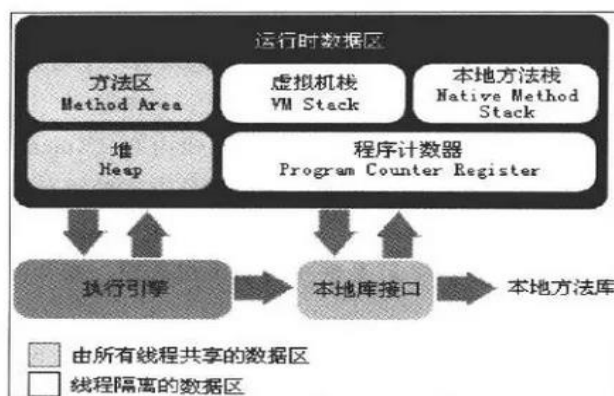 运行时数据区
方法区
Method Area
虚拟机栈
VM Stack
本地方法栈
Native Method
Stack
堆
Heap
程序计数器
Program Counter Register
执行引擎
本地库接口
本地方法库
由所有线程共享的数据区
线程隔离的数据区